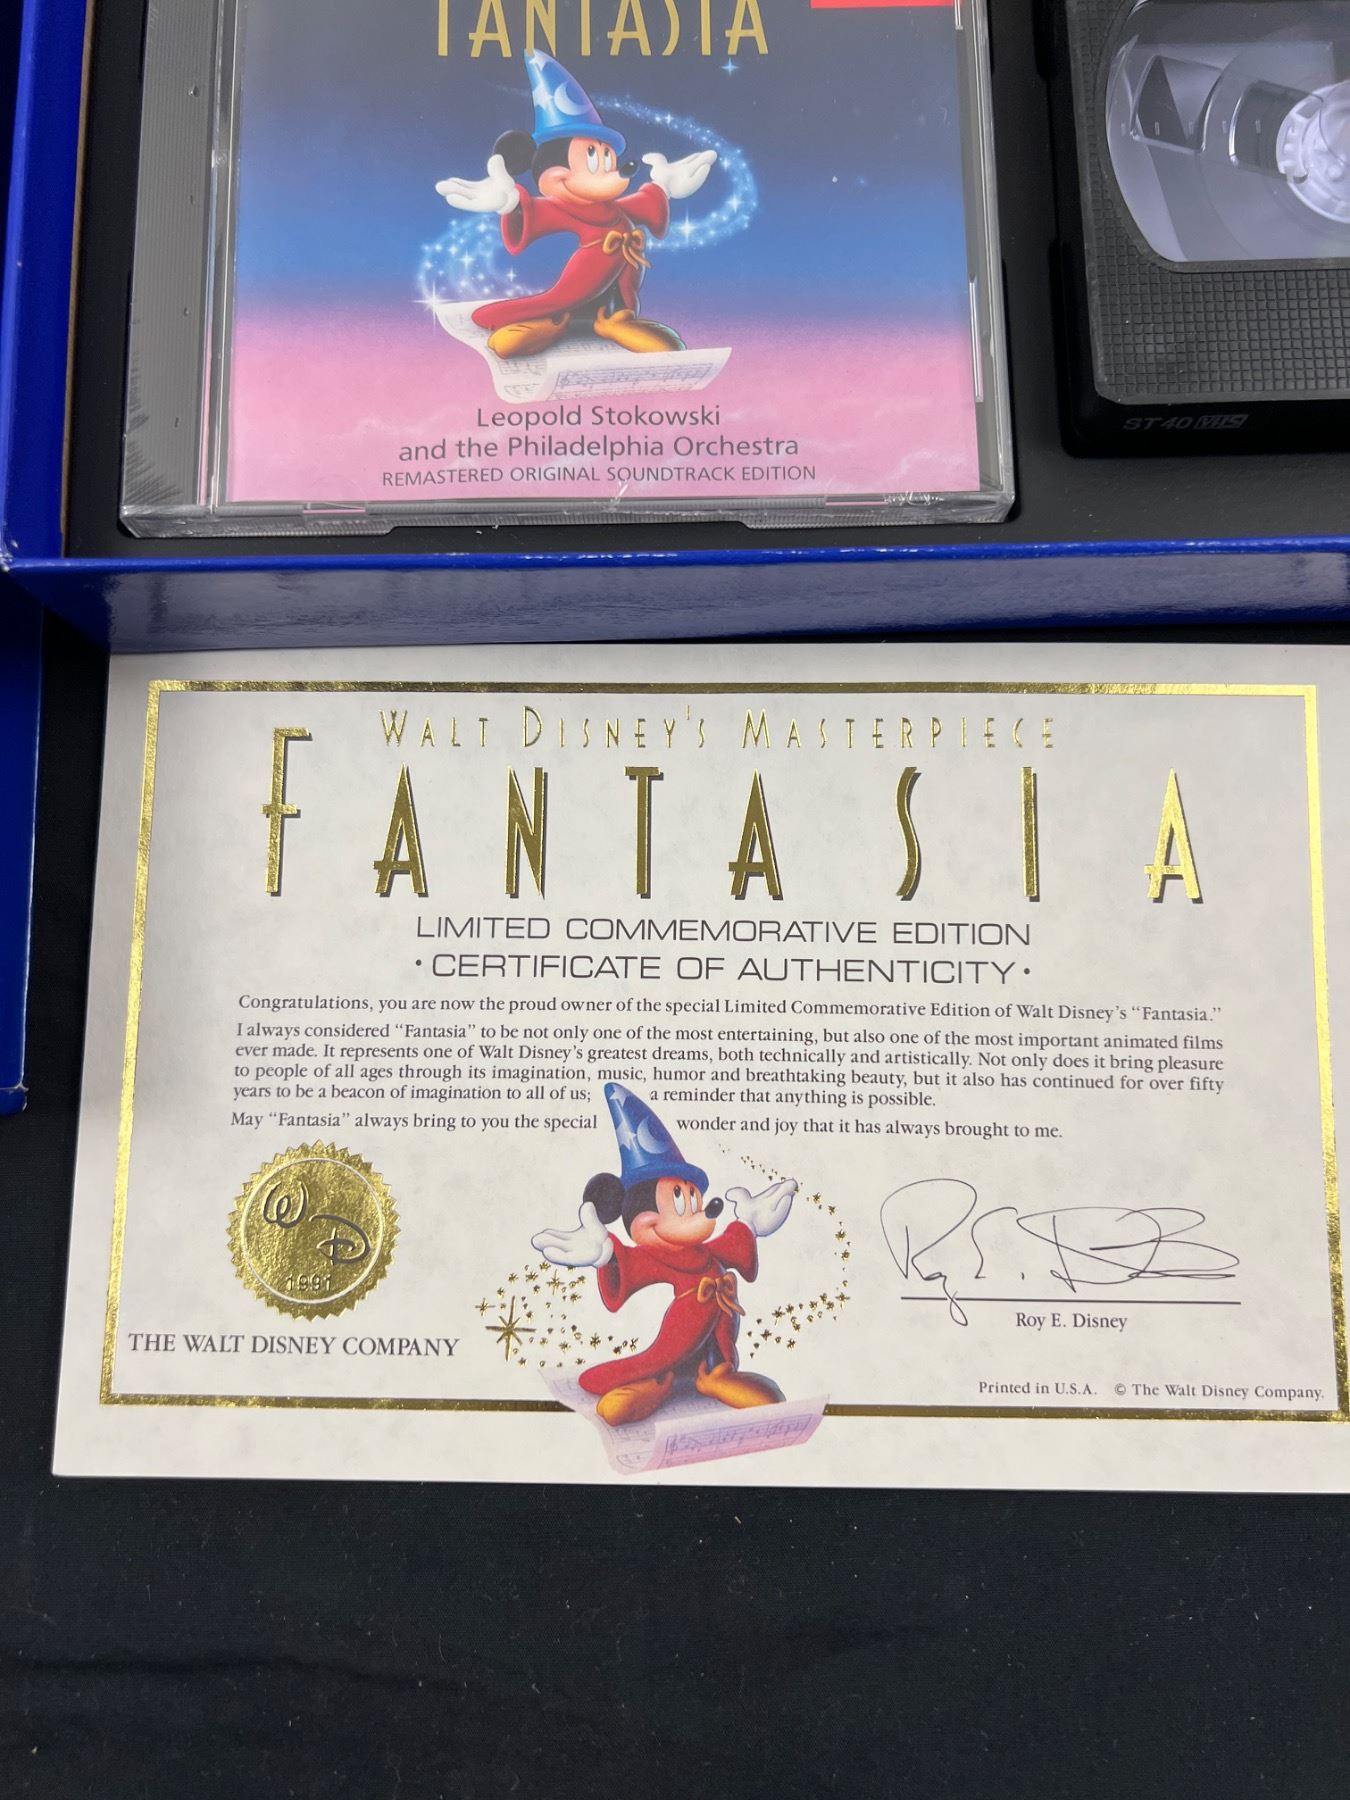 FANTASIA
Leopold Stokowski
and the Philadelphia Orchestra
REMASTERED ORIGINAL SOUNDTRACK EDITION
ST 40 VHS
WALT DISNEY'S MASTERPIECE
FANTASIA
LIMITED COMMEMORATIVE EDITION
• CERTIFICATE OF AUTHENTICITY •
Congratulations, you are now the proud owner of the special Limited Commemorative Edition of Walt Disney's "Fantasia."
I always considered "Fantasia" to be not only one of the most entertaining, but also one of the most important animated films
ever made. It represents one of Walt Disney's greatest dreams, both technically and artistically. Not only does it bring pleasure
to people of all ages through its imagination, music, humor and breathtaking beauty, but it also has continued for over fifty
years to be a beacon of imagination to all of us; a reminder that anything is possible.
May "Fantasia" always bring to you the special wonder and joy that it has always brought to me.
WD
1991
THE WALT DISNEY COMPANY
Roy E. Disney
Roy E. Disney
Printed in U.S.A. © The Walt Disney Company.